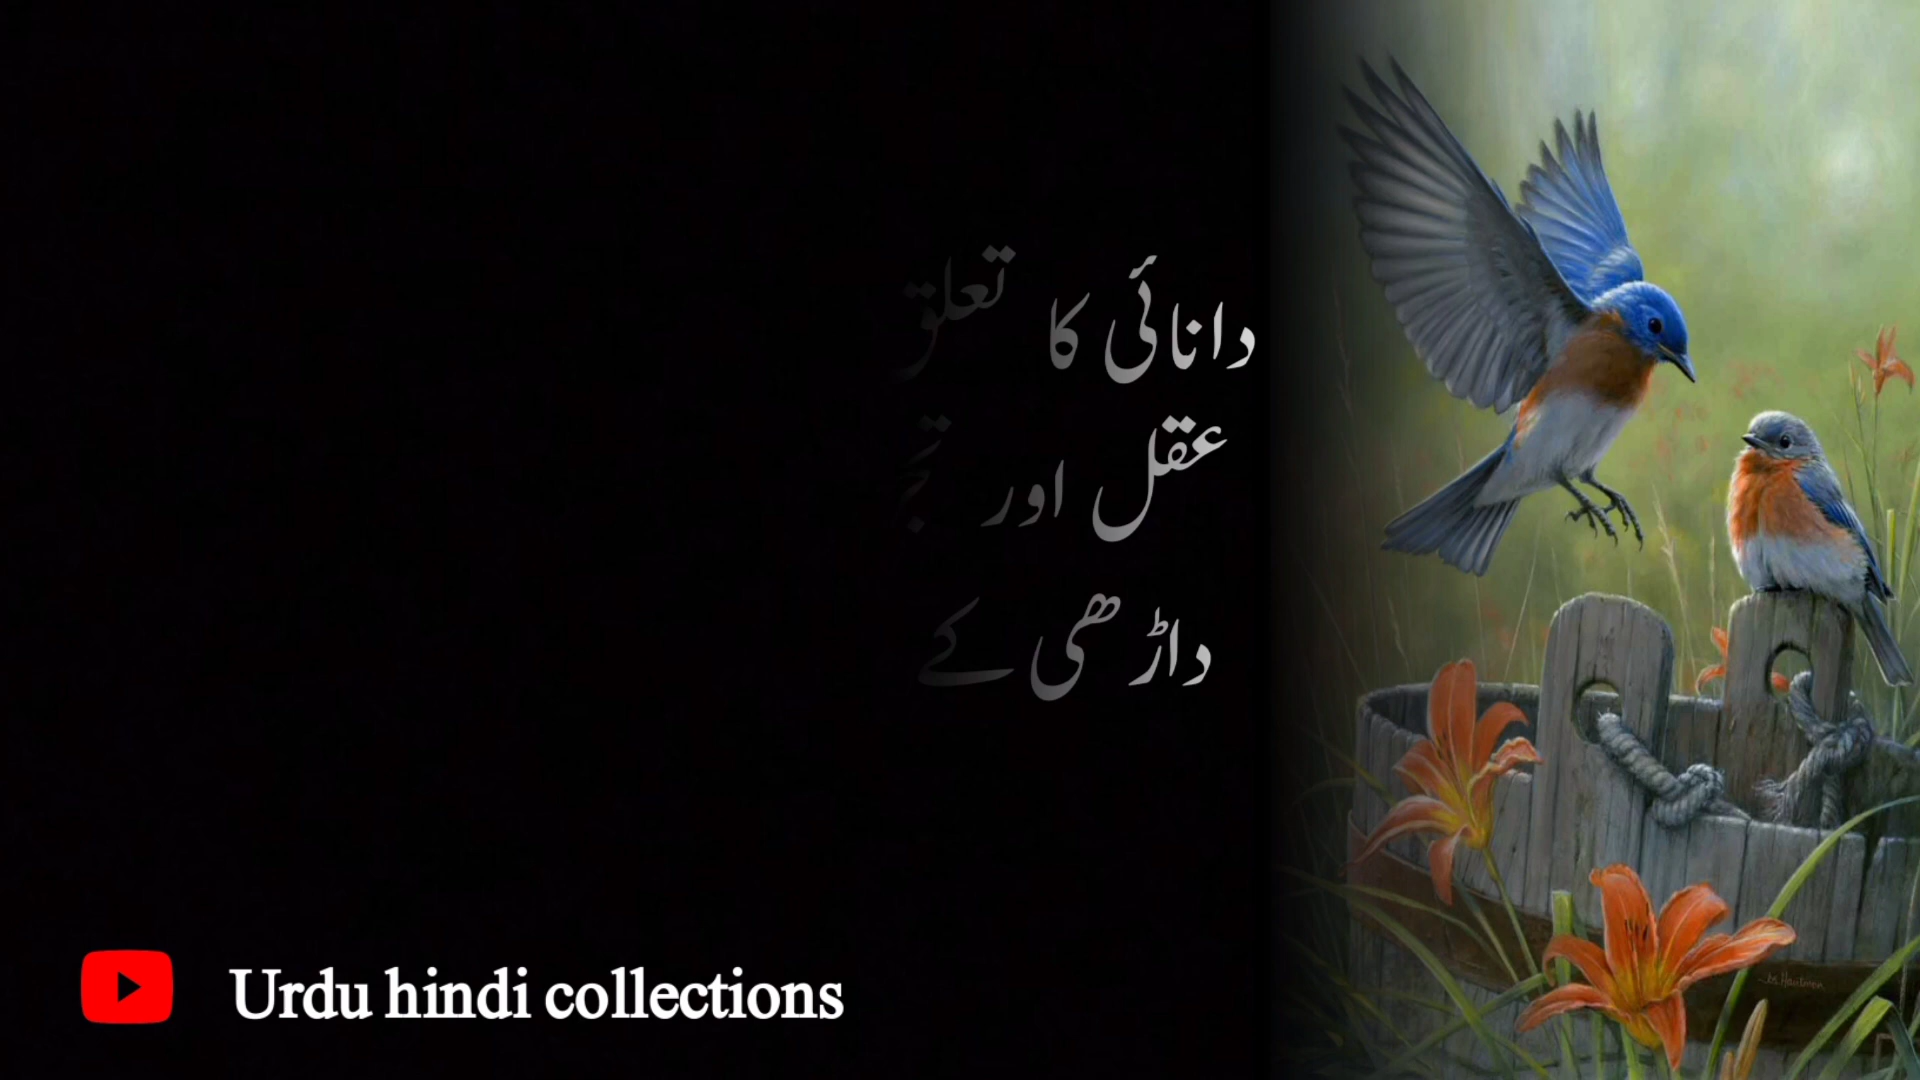 دانائی کا تعلق
عقل اور
داڑھی کے
Urdu hindi collections